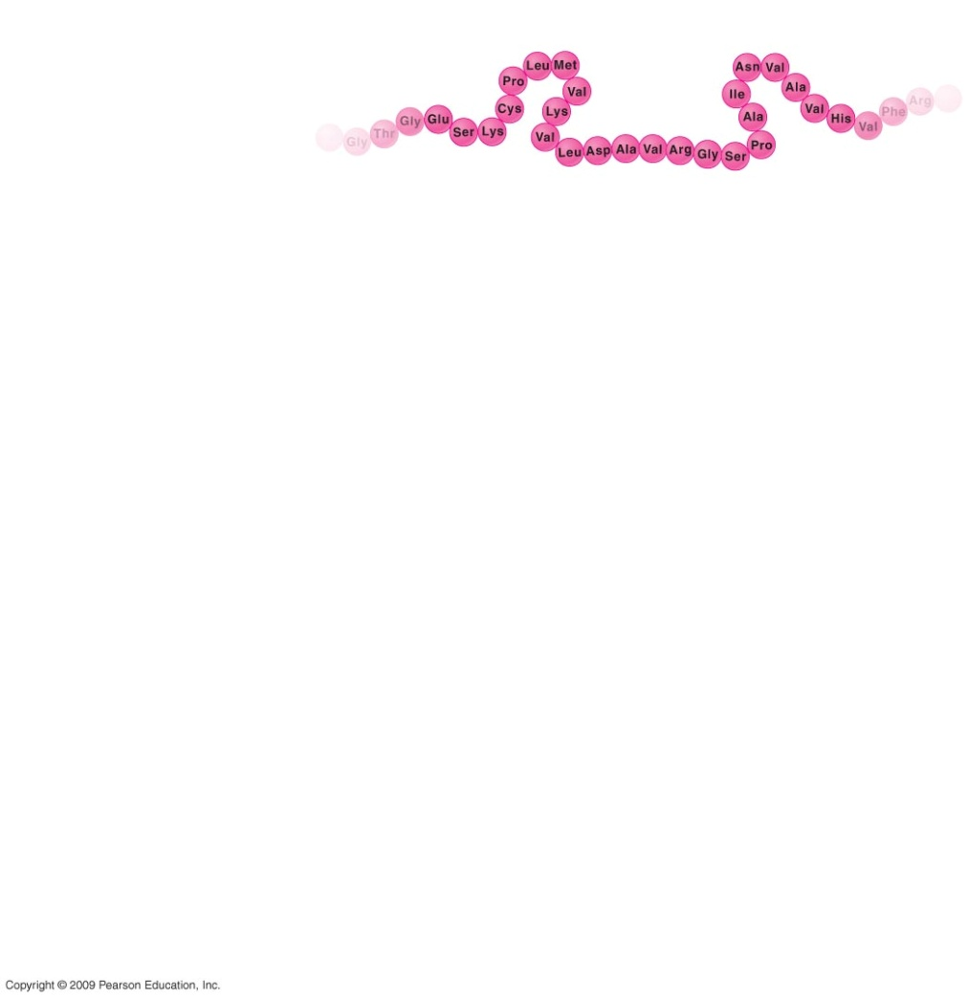 Gly Thr Gly Glu Ser Lys Cys Pro Leu Met Val Lys Val Leu Asp Ala Val Arg Gly Ser Pro Ala Ile Asn Val Ala Val His Val Phe Arg
Copyright © 2009 Pearson Education, Inc.